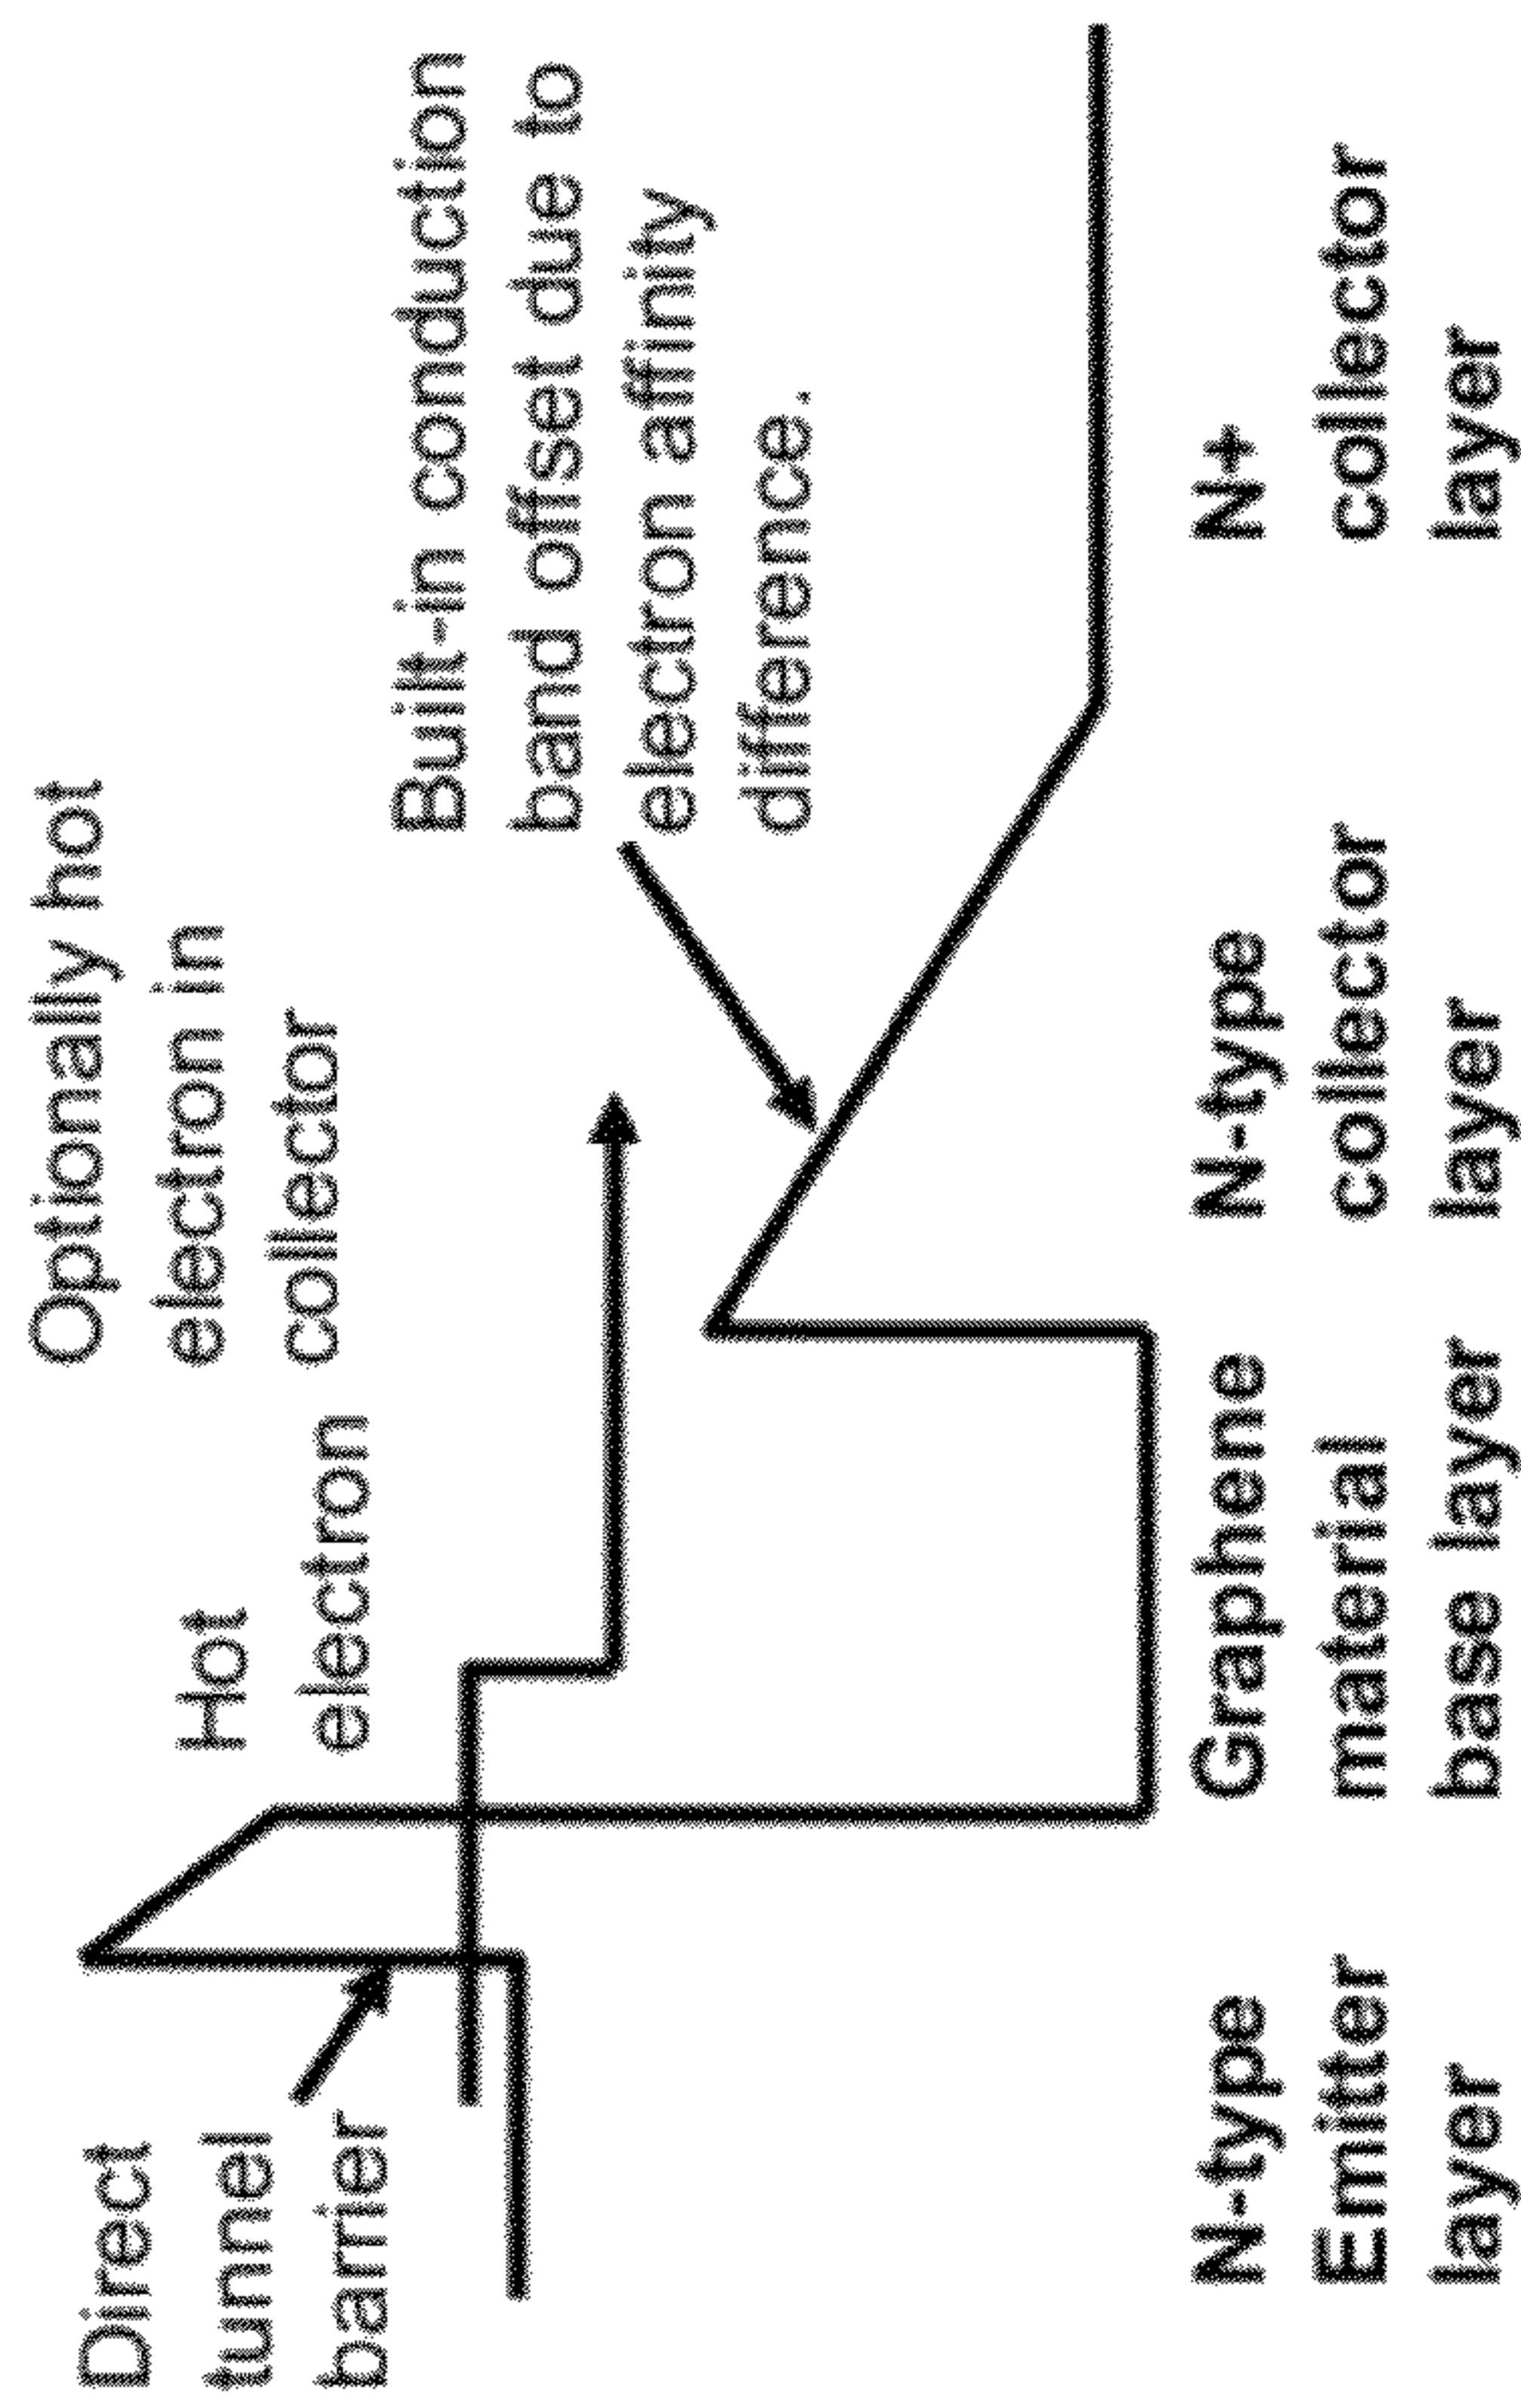 Direct
tunnel
barrier
Hot
electron
Optionally hot
electron in
collector
Built-in conduction
band offset due to
electron affinity
difference.
N-type
Emitter
layer
Graphene
material
base layer
N-type
collector
layer
N+
collector
layer